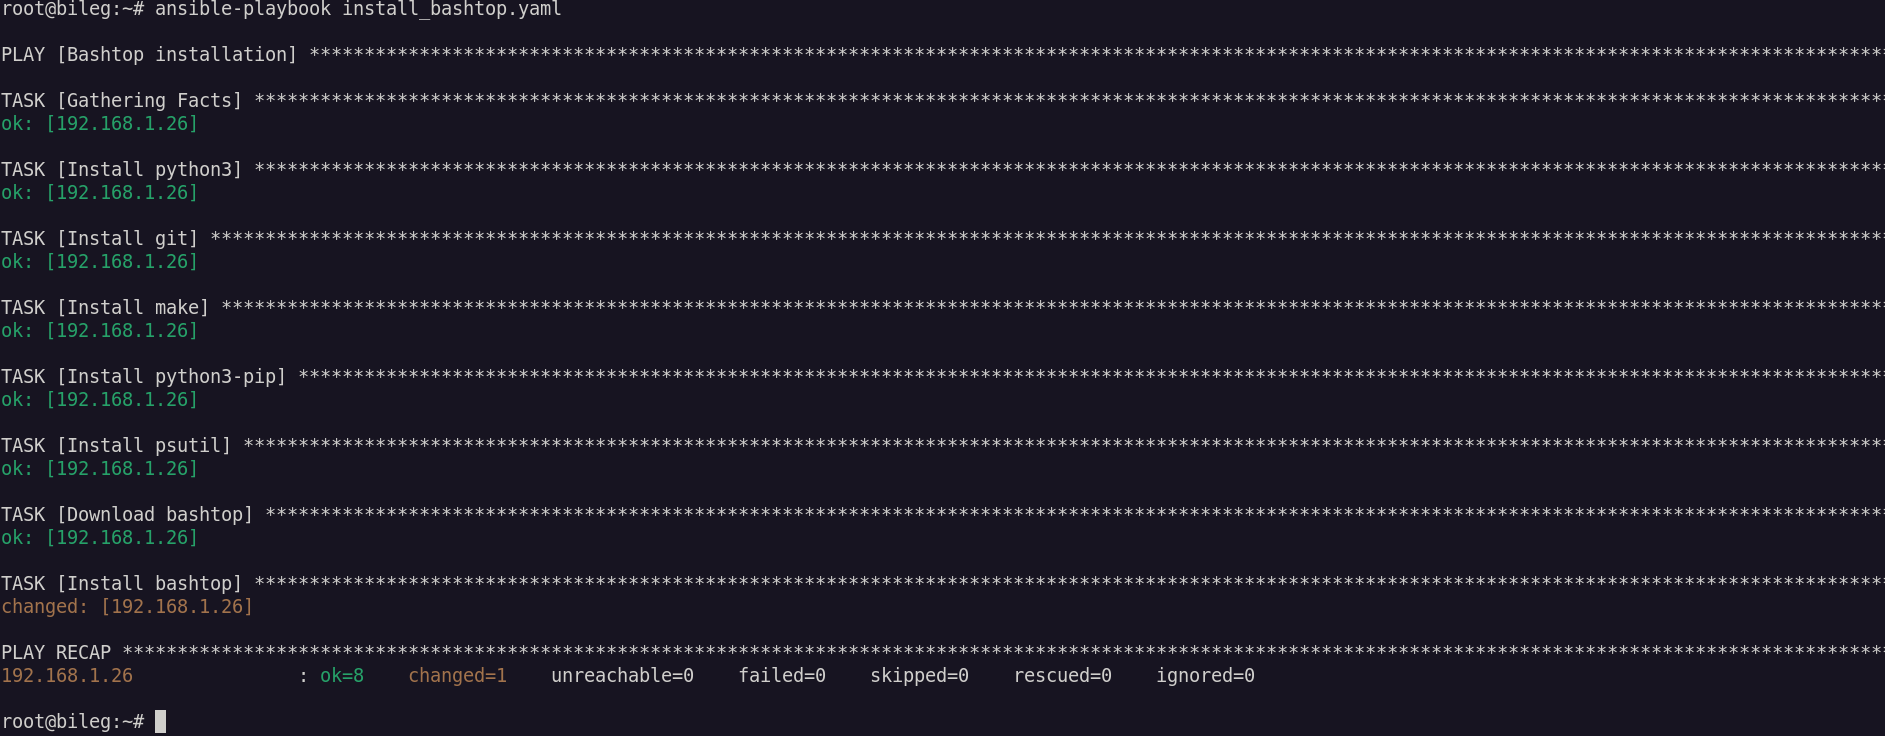 root@bileg:~# ansible-playbook install_bashtop.yaml
PLAY [Bashtop installation] ***********************************************************************************************************************************************
TASK [Gathering Facts] ****************************************************************************************************************************************************
ok: [192.168.1.26]
TASK [Install python3] ****************************************************************************************************************************************************
ok: [192.168.1.26]
TASK [Install git] ********************************************************************************************************************************************************
ok: [192.168.1.26]
TASK [Install make] *******************************************************************************************************************************************************
ok: [192.168.1.26]
TASK [Install python3-pip] ************************************************************************************************************************************************
ok: [192.168.1.26]
TASK [Install psutil] *****************************************************************************************************************************************************
ok: [192.168.1.26]
TASK [Download bashtop] ***************************************************************************************************************************************************
ok: [192.168.1.26]
TASK [Install bashtop] ****************************************************************************************************************************************************
changed: [192.168.1.26]
PLAY RECAP ****************************************************************************************************************************************************************
192.168.1.26               : ok=8    changed=1    unreachable=0    failed=0    skipped=0    rescued=0    ignored=0
root@bileg:~#